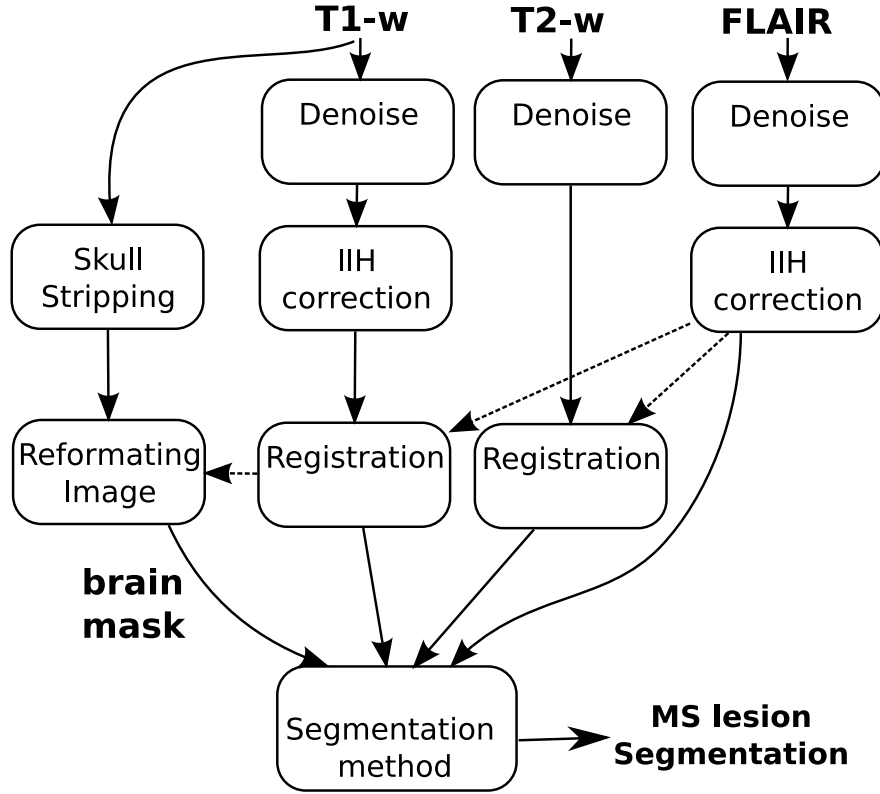 T1-w
T2-w
FLAIR
Denoise
Denoise
Denoise
Skull
Stripping
IIH
correction
IIH
correction
Reformating
Image
Registration
Registration
brain
mask
Segmentation
method
MS lesion
Segmentation